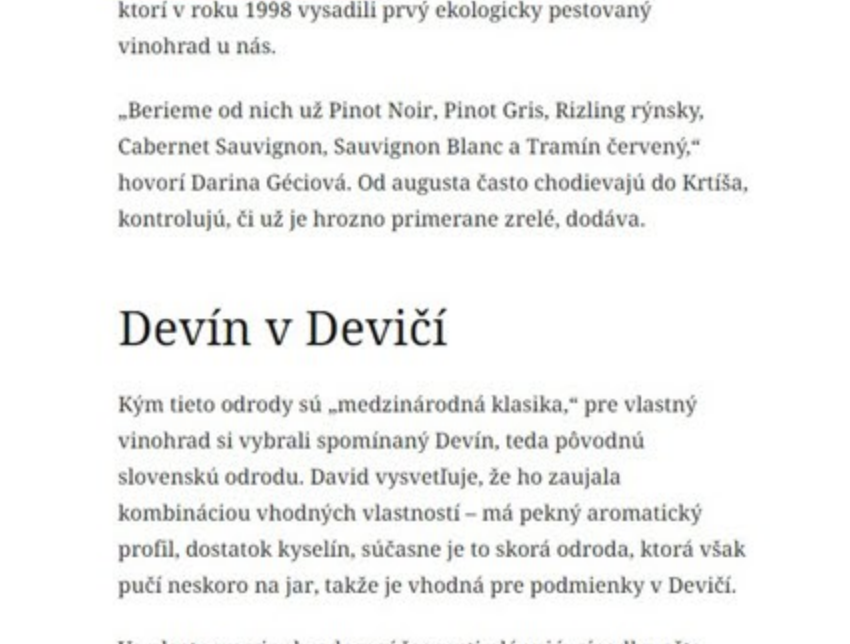 ktorí v roku 1998 vysadili prvý ekologicky pestovaný
vinohrad u nás.
„Berieme od nich už Pinot Noir, Pinot Gris, Rizling rýnsky,
Cabernet Sauvignon, Sauvignon Blanc a Tramín červený,“
hovorí Darina Géciová. Od augusta často chodievajú do Krtíša,
kontrolujú, či už je hrozno primerane zrelé, dodáva.
Devín v Devičí
Kým tieto odrody sú „medzinárodná klasika,“ pre vlastný
vinohrad si vybrali spomínaný Devín, teda pôvodnú
slovenskú odrodu. David vysvetľuje, že ho zaujala
kombináciou vhodných vlastností – má pekný aromatický
profil, dostatok kyselín, súčasne je to skorá odroda, ktorá však
pučí neskoro na jar, takže je vhodná pre podmienky v Devičí.